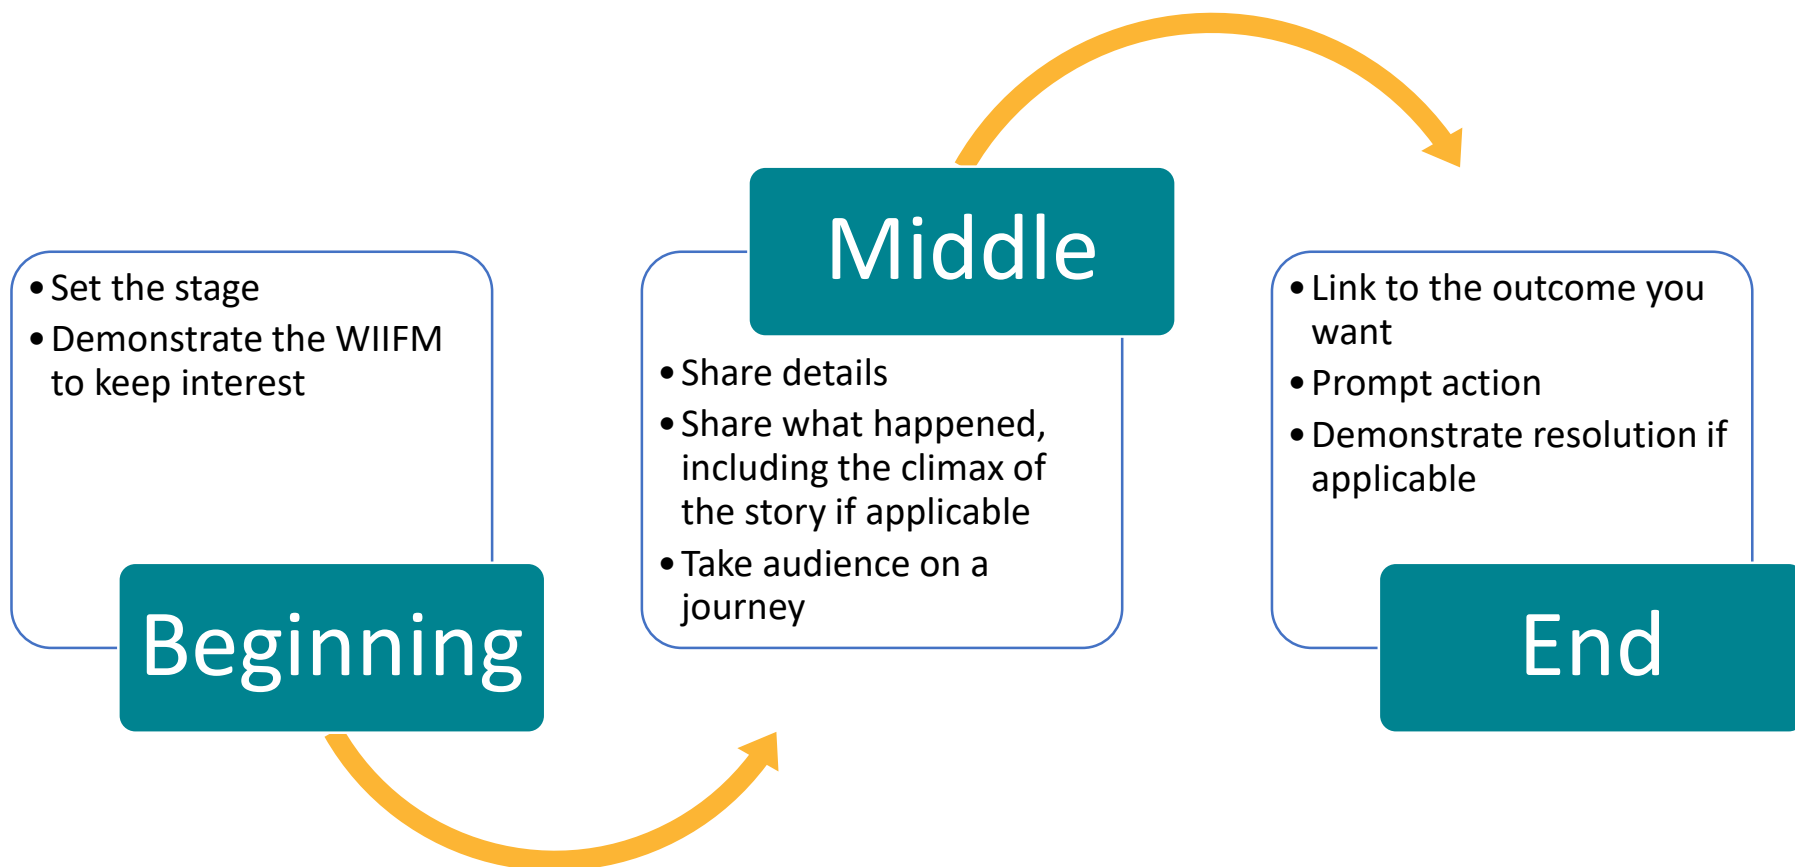 • Set the stage
• Demonstrate the WIIFM
to keep interest
Beginning
Middle
• Share details
• Share what happened,
including the climax of
the story if applicable
• Take audience on a
journey
• Link to the outcome you
want
• Prompt action
• Demonstrate resolution if
applicable
End